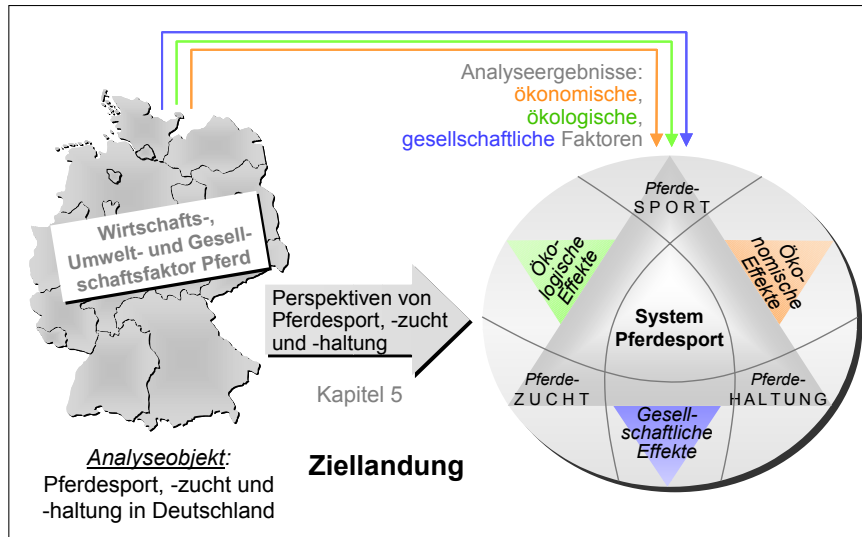 Analyseergebnisse:
ökonomische,
ökologische,
gesellschaftliche Faktoren
Wirtschafts-,
Umwelt- und Gesell-
schaftsfaktor Pferd
Perspektiven von
Pferdesport, -zucht
und -haltung
Kapitel 5
Analyseobjekt:
Pferdesport, -zucht und
-haltung in Deutschland
Ziellandung
Pferde-
SPORT
Öko-
logische
Effekte
Öko-
nomische
Effekte
System
Pferdesport
Pferde-
ZUCHT
Pferde-
HALTUNG
Gesell-
schaftliche
Effekte